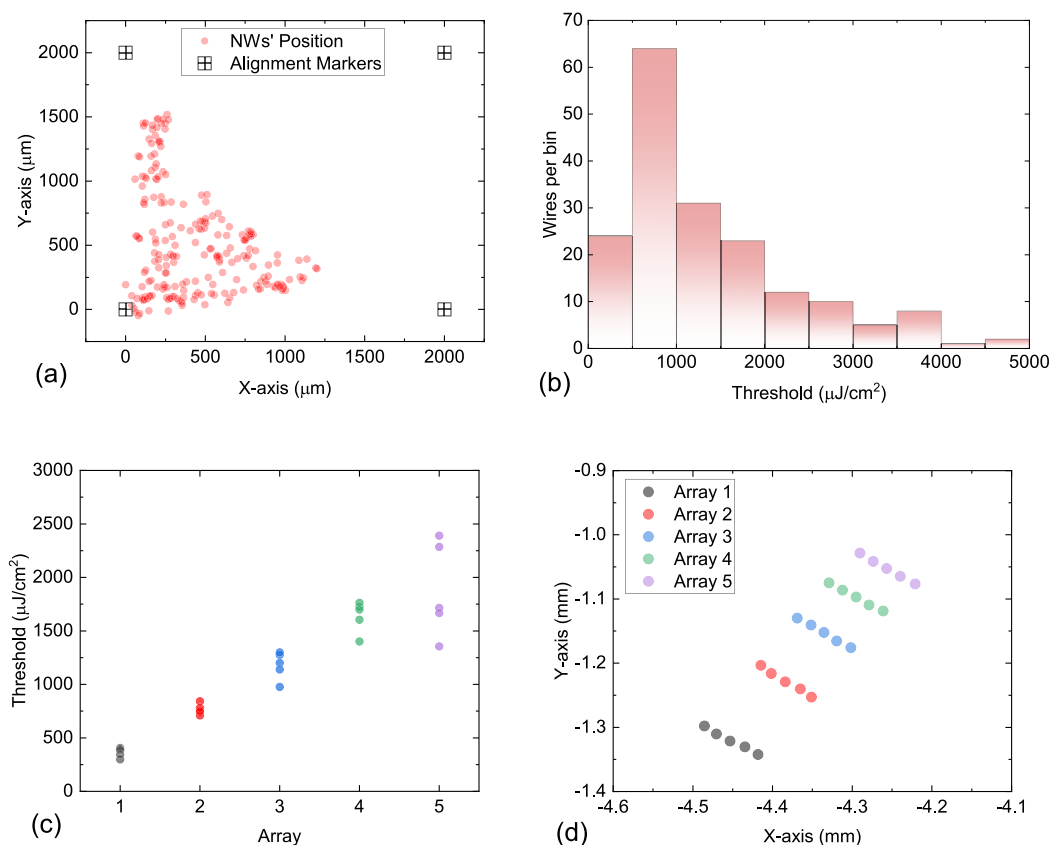 2000
1500
1000
500
0
Y-axis (μm)
NWs' Position
Alignment Markers
0
500
1000
1500
2000
X-axis (μm)
(a)
70
60
50
40
30
20
10
0
Wires per bin
0
1000
2000
3000
4000
5000
Threshold (μJ/cm²)
(b)
3000
2500
2000
1500
1000
500
0
Threshold (μJ/cm²)
1
2
3
4
5
Array
(c)
-0.9
-1.0
-1.1
-1.2
-1.3
-1.4
Y-axis (mm)
Array 1
Array 2
Array 3
Array 4
Array 5
-4.6
-4.5
-4.4
-4.3
-4.2
-4.1
X-axis (mm)
(d)